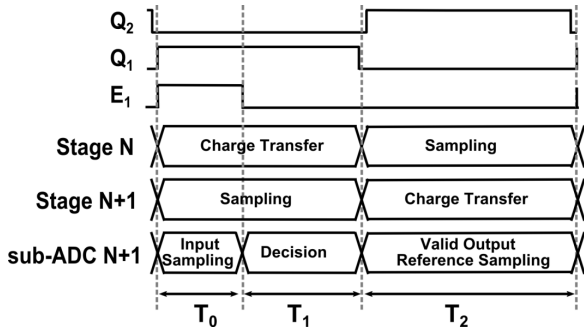 Q2
Q1
E1
Stage N
Charge Transfer
Sampling
Stage N+1
Sampling
Charge Transfer
sub-ADC N+1
Input
Sampling
Decision
Valid Output
Reference Sampling
T0
T1
T2